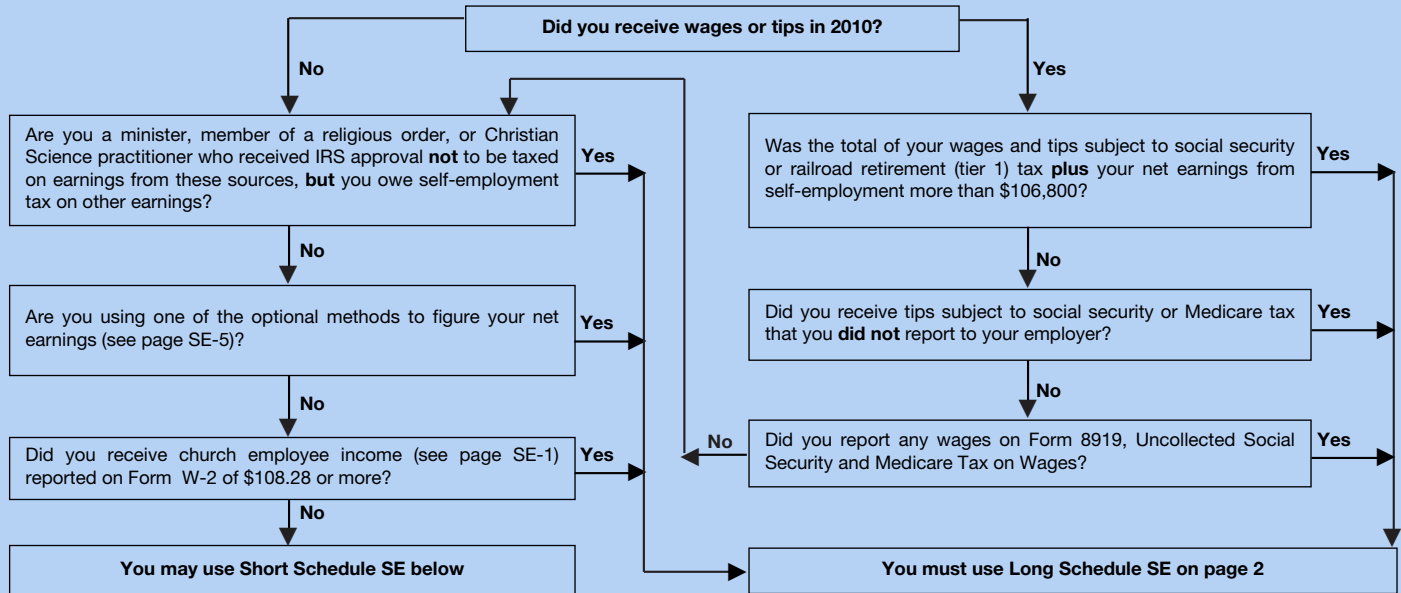 Did you receive wages or tips in 2010?
No
Yes
Are you a minister, member of a religious order, or Christian
Science practitioner who received IRS approval not to be taxed
on earnings from these sources, but you owe self-employment
tax on other earnings?
Yes
Was the total of your wages and tips subject to social security
or railroad retirement (tier 1) tax plus your net earnings from
self-employment more than $106,800?
Yes
No
No
Are you using one of the optional methods to figure your net
earnings (see page SE-5)?
Yes
Did you receive tips subject to social security or Medicare tax
that you did not report to your employer?
Yes
No
No
Did you receive church employee income (see page SE-1)
reported on Form W-2 of $108.28 or more?
Yes
No
Did you report any wages on Form 8919, Uncollected Social
Security and Medicare Tax on Wages?
Yes
No
You may use Short Schedule SE below
You must use Long Schedule SE on page 2